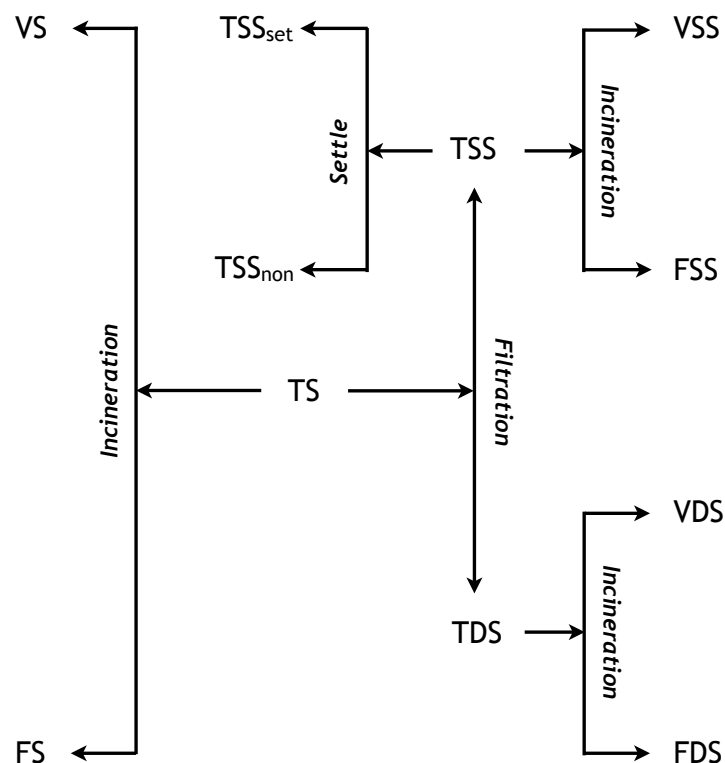 VS
TSSset
VSS
Incineration
Settle
TSS
TSSnon
FSS
Incineration
TS
Filtration
VDS
Incineration
TDS
FS
FDS